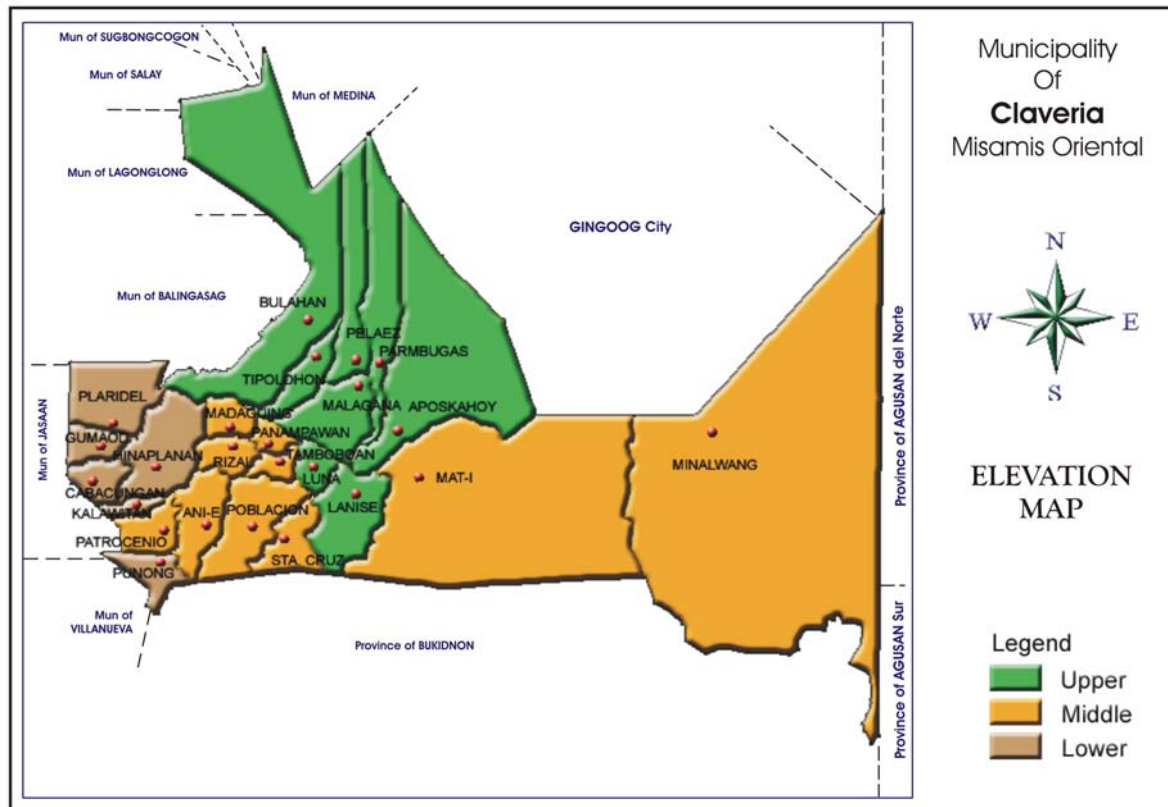 Mun of SUGBONGCOGON
Mun of SALAY
Mun of MEDINA
Mun of LAGONGLONG
GINGOOG City
Mun of BALINGASAG
BULAHAN
PELAEZ
PARMBUGAS
TIPOLDHON
PLARIDEL
MALAGANA
APOSKAHOY
MADAGUING
GUMAOD
PANAMPAWAN
HINAPLANAN
RIZAL
TAMBOBOAN
MINALWANG
CABACUNGAN
LUNA
MAT-I
KALAWITAN
ANI-E
POBLACION
LANISE
PATROCENIO
STA. CRUZ
PUNONG
Mun of JASAAN
Mun of
VILLANUEVA
Province of BUKIDNON
Province of AGUSAN del Norte
Province of AGUSAN Sur
Municipality
Of
Claveria
Misamis Oriental
N
W
E
S
ELEVATION
MAP
Legend
Upper
Middle
Lower